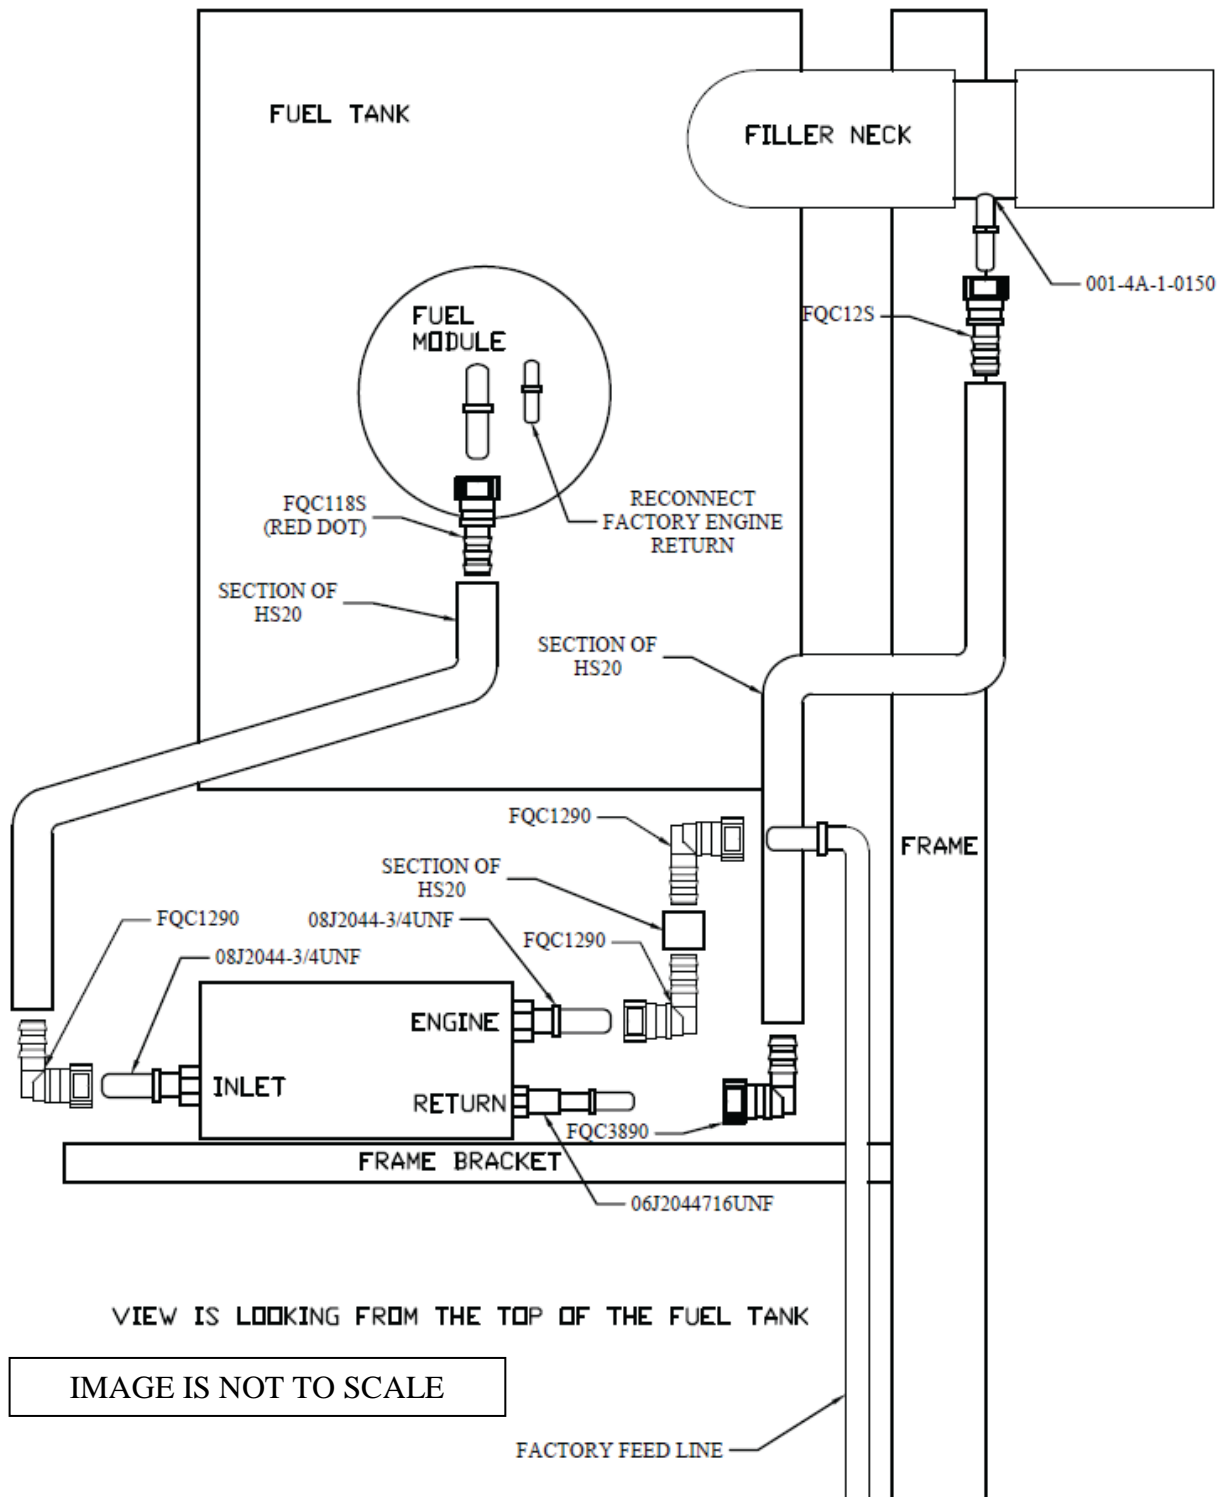 FUEL TANK
FILLER NECK
001-4A-1-0150
FQC12S
FUEL
MODULE
FQC118S
(RED DOT)
RECONNECT
FACTORY ENGINE
RETURN
SECTION OF
HS20
SECTION OF
HS20
FQC1290
FRAME
SECTION OF
HS20
FQC1290
08J2044-3/4UNF
FQC1290
08J2044-3/4UNF
ENGINE
INLET
RETURN
FQC3890
FRAME BRACKET
06J2044716UNF
VIEW IS LOOKING FROM THE TOP OF THE FUEL TANK
IMAGE IS NOT TO SCALE
FACTORY FEED LINE